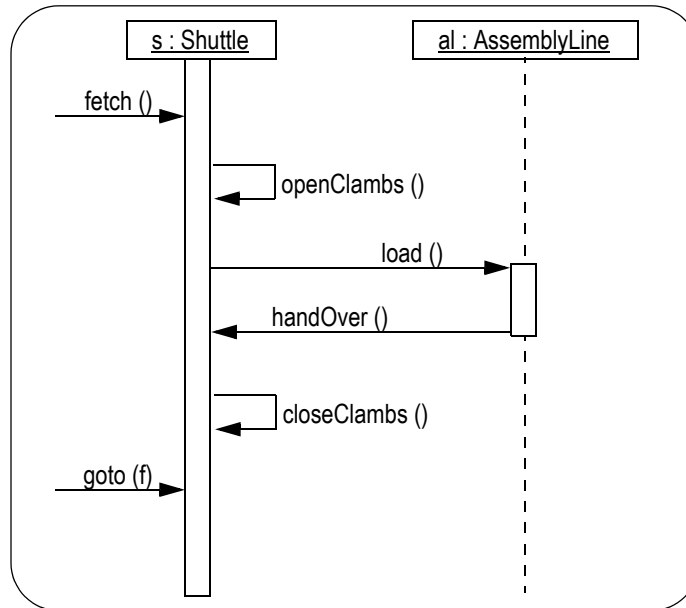 s : Shuttle
al : AssemblyLine
fetch ()
openClambs ()
load ()
handOver ()
closeClambs ()
goto (f)